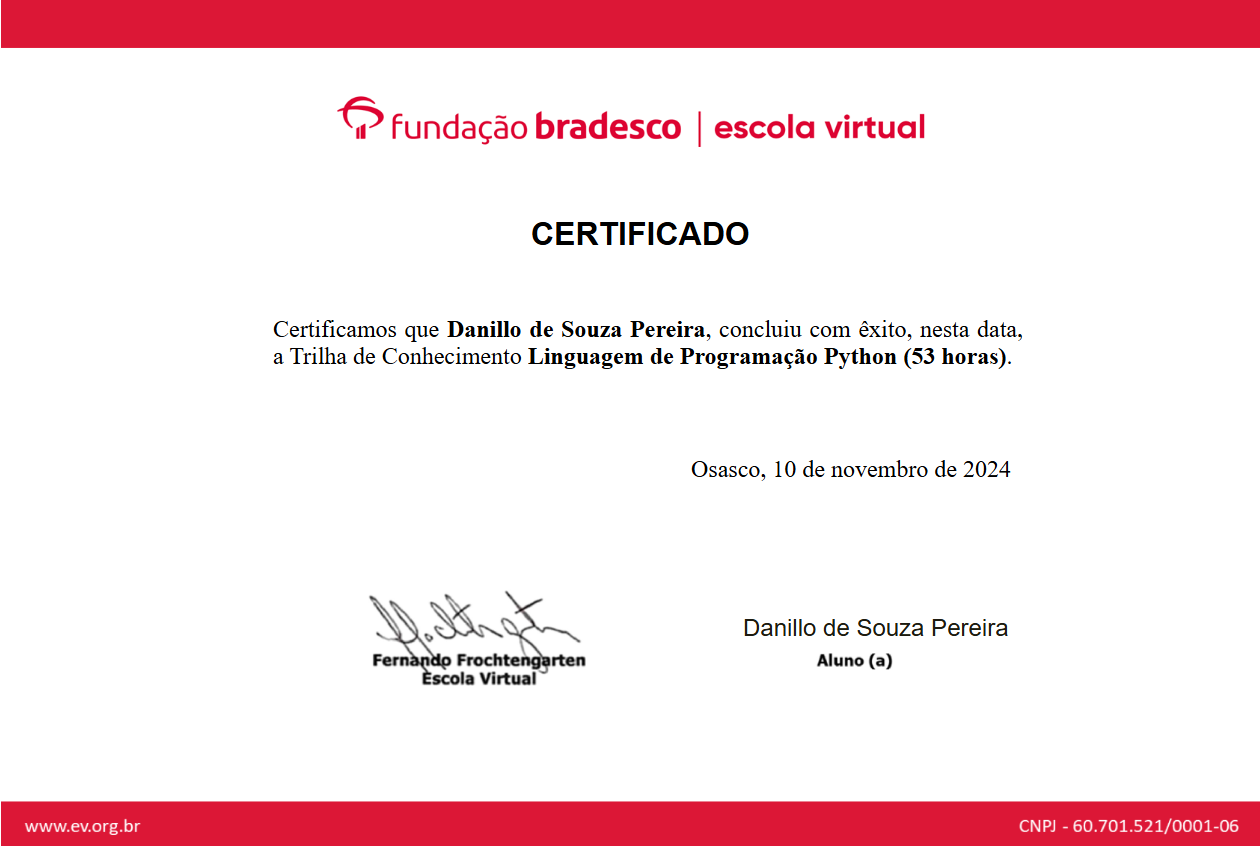 fundação bradesco | escola virtual
CERTIFICADO
Certificamos que Danillo de Souza Pereira, concluiu com êxito, nesta data,
a Trilha de Conhecimento Linguagem de Programação Python (53 horas).
Osasco, 10 de novembro de 2024
Fernando Frochtengarten
Escola Virtual
Danillo de Souza Pereira
Aluno (a)
www.ev.org.br
CNPJ - 60.701.521/0001-06